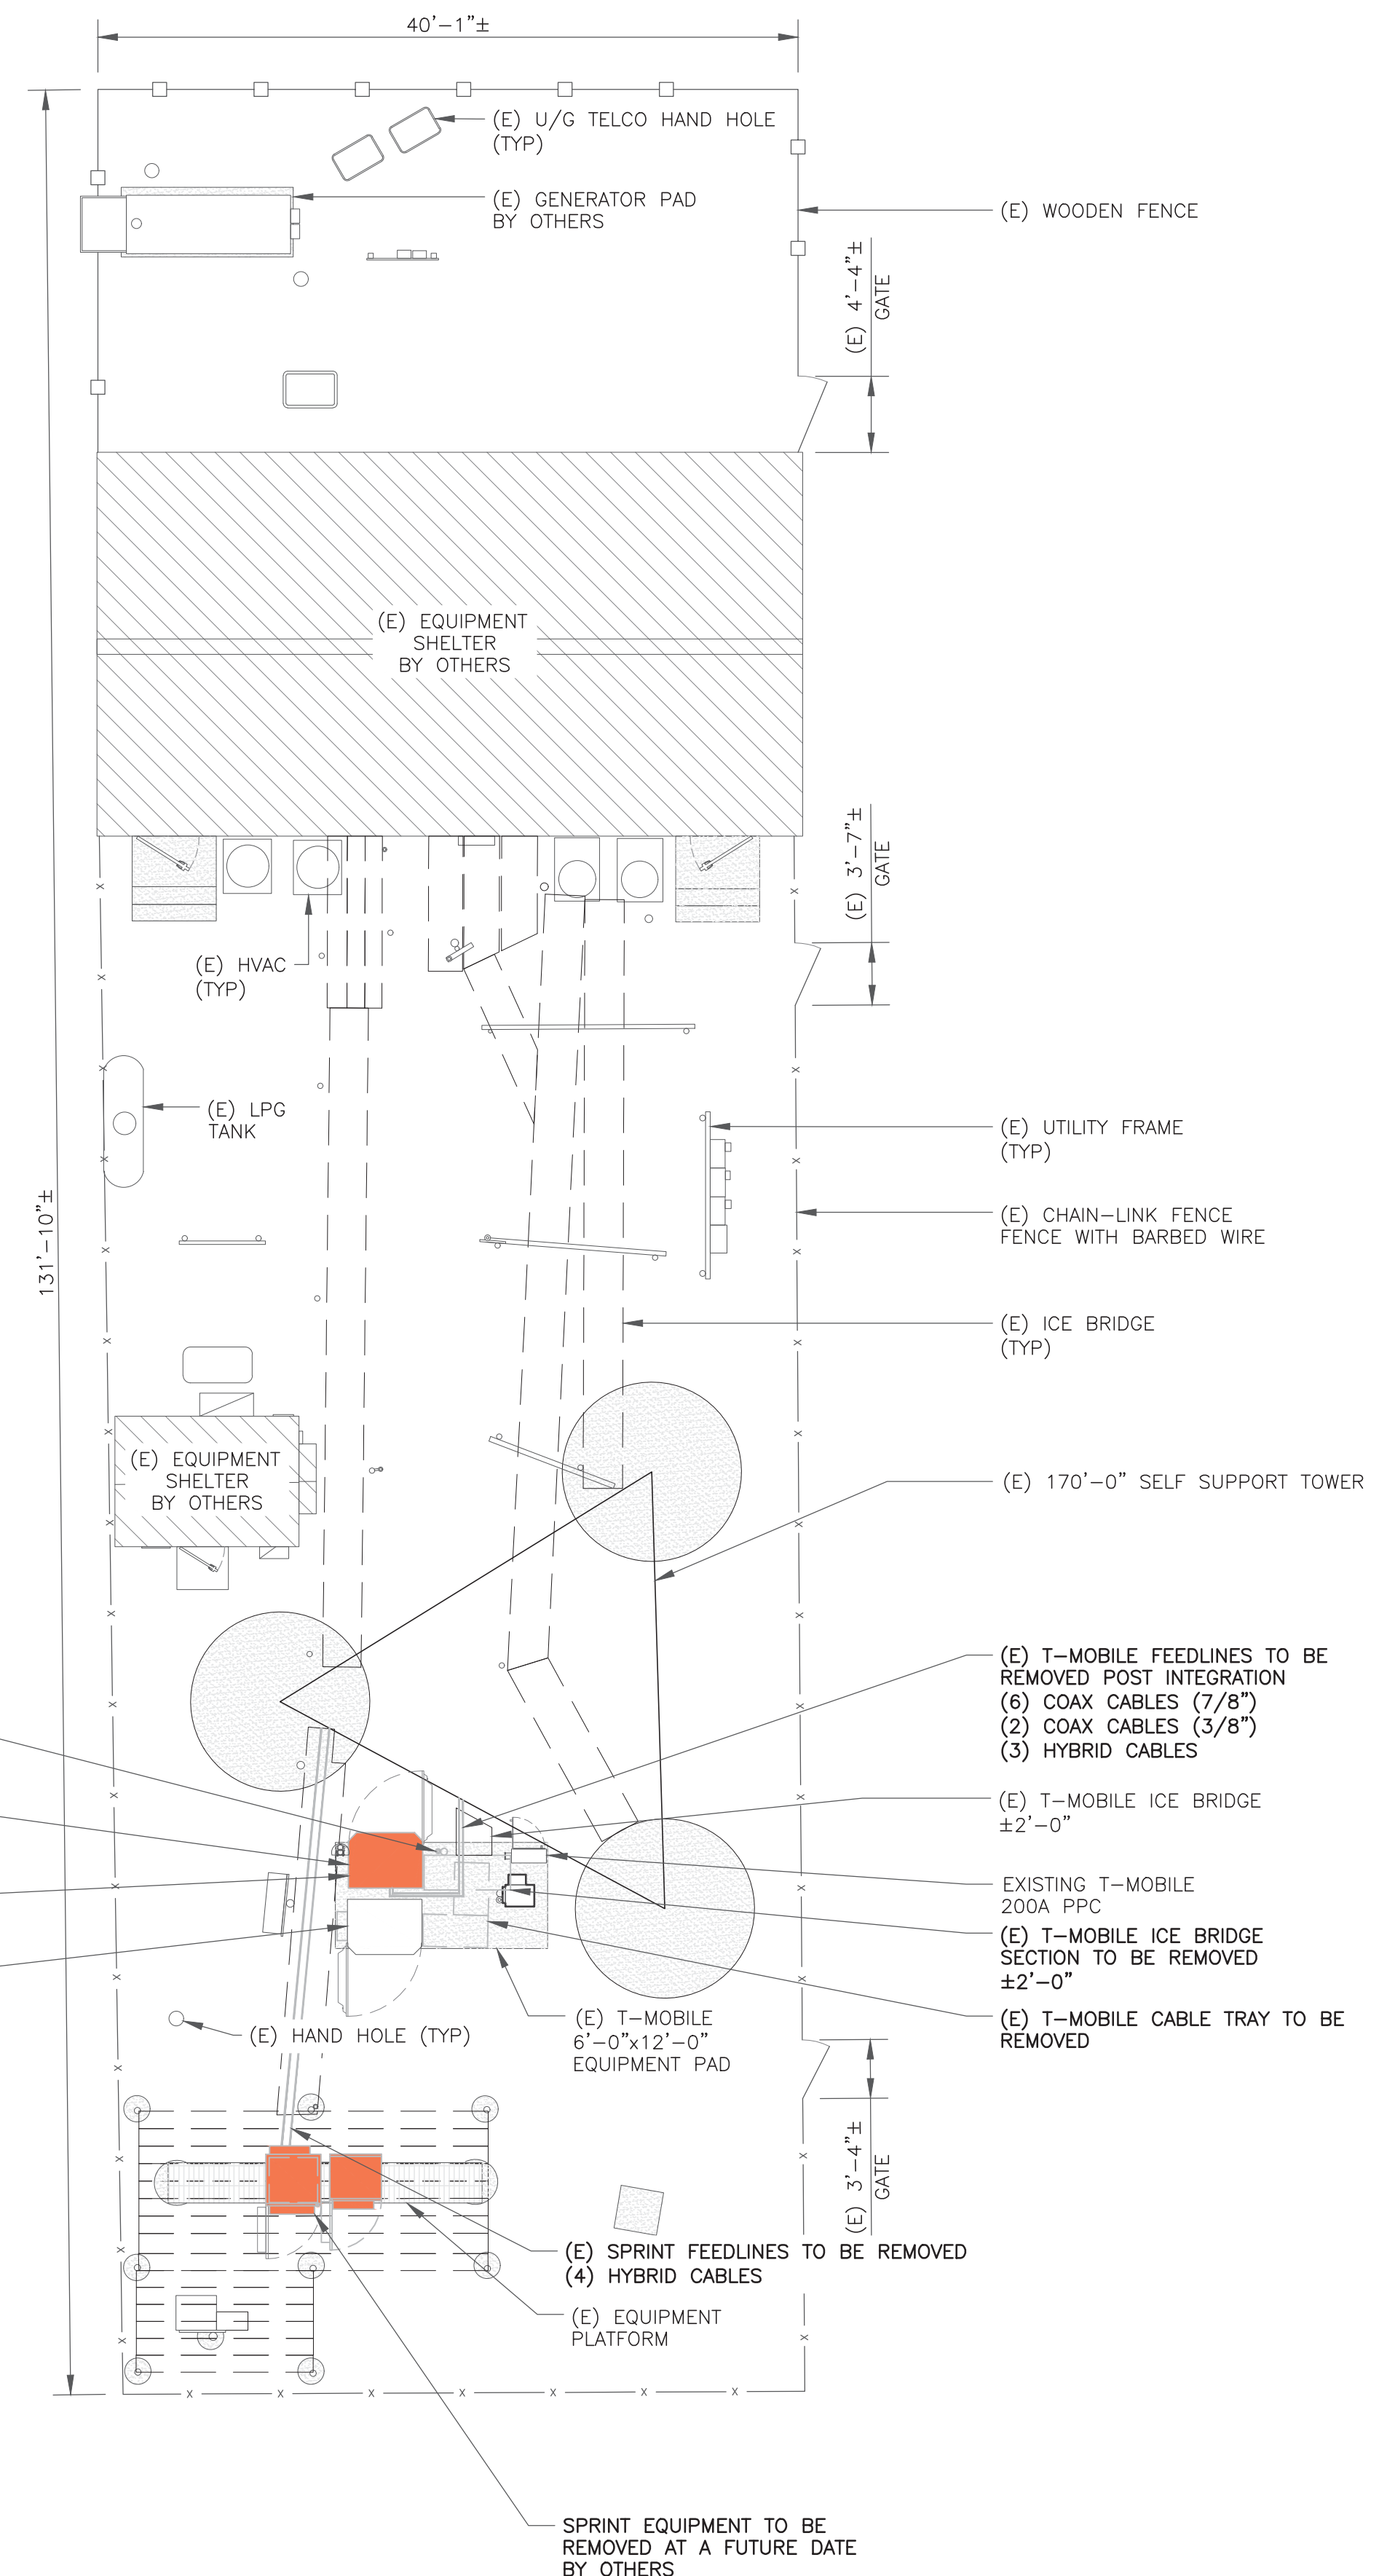 40'-1"±
(E) U/G TELCO HAND HOLE
(TYP)
(E) GENERATOR PAD
BY OTHERS
(E) WOODEN FENCE
(E) 4'-4"±
GATE
(E) EQUIPMENT
SHELTER
BY OTHERS
(E) 3'-7"±
GATE
(E) HVAC
(TYP)
(E) LPG
TANK
(E) UTILITY FRAME
(TYP)
131'-10"±
(E) CHAIN-LINK FENCE
FENCE WITH BARBED WIRE
(E) ICE BRIDGE
(TYP)
(E) EQUIPMENT
SHELTER
BY OTHERS
(E) 170'-0" SELF SUPPORT TOWER
(E) T-MOBILE FEEDLINES TO BE
REMOVED POST INTEGRATION
(6) COAX CABLES (7/8")
(2) COAX CABLES (3/8")
(3) HYBRID CABLES
(E) T-MOBILE ICE BRIDGE
±2'-0"
EXISTING T-MOBILE
200A PPC
(E) T-MOBILE ICE BRIDGE
SECTION TO BE REMOVED
±2'-0"
(E) T-MOBILE CABLE TRAY TO BE
REMOVED
(E) HAND HOLE (TYP)
(E) T-MOBILE
6'-0"x12'-0"
EQUIPMENT PAD
(E) 3'-4"±
GATE
(E) SPRINT FEEDLINES TO BE REMOVED
(4) HYBRID CABLES
(E) EQUIPMENT
PLATFORM
SPRINT EQUIPMENT TO BE
REMOVED AT A FUTURE DATE
BY OTHERS